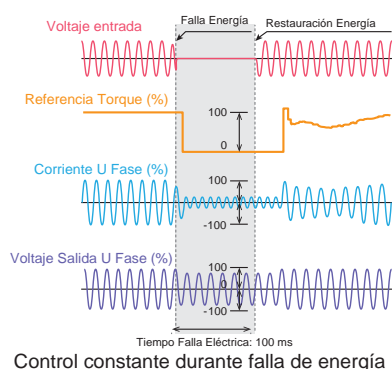 Falla Energía
Restauración Energía
Voltaje entrada
Referencia Torque (%)
100
0
Corriente U Fase (%)
100
0
-100
Voltaje Salida U Fase (%)
100
0
-100
Tiempo Falla Eléctrica: 100 ms
Control constante durante falla de energía